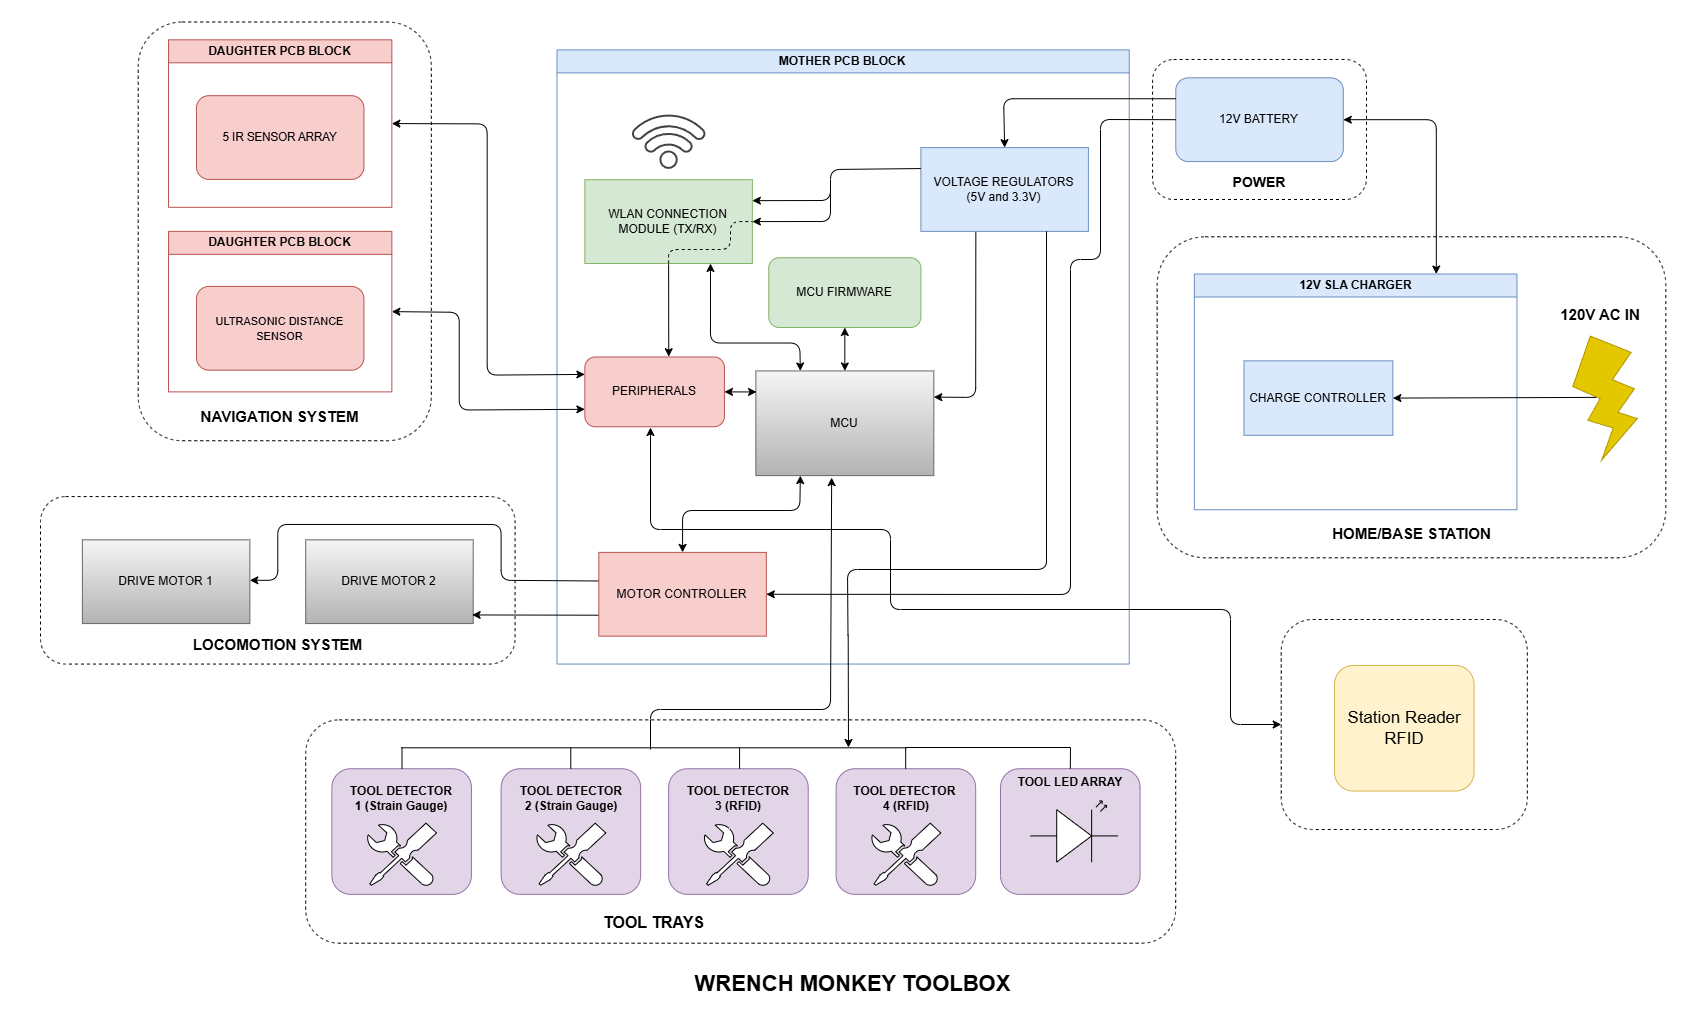 DAUGHTER PCB BLOCK
5 IR SENSOR ARRAY
DAUGHTER PCB BLOCK
ULTRASONIC DISTANCE
SENSOR
NAVIGATION SYSTEM
MOTHER PCB BLOCK
WLAN CONNECTION
MODULE (TX/RX)
VOLTAGE REGULATORS
(5V and 3.3V)
MCU FIRMWARE
PERIPHERALS
MCU
MOTOR CONTROLLER
12V BATTERY
POWER
12V SLA CHARGER
120V AC IN
CHARGE CONTROLLER
HOME/BASE STATION
DRIVE MOTOR 1
DRIVE MOTOR 2
LOCOMOTION SYSTEM
Station Reader
RFID
TOOL DETECTOR
1 (Strain Gauge)
TOOL DETECTOR
2 (Strain Gauge)
TOOL DETECTOR
3 (RFID)
TOOL DETECTOR
4 (RFID)
TOOL LED ARRAY
TOOL TRAYS
WRENCH MONKEY TOOLBOX